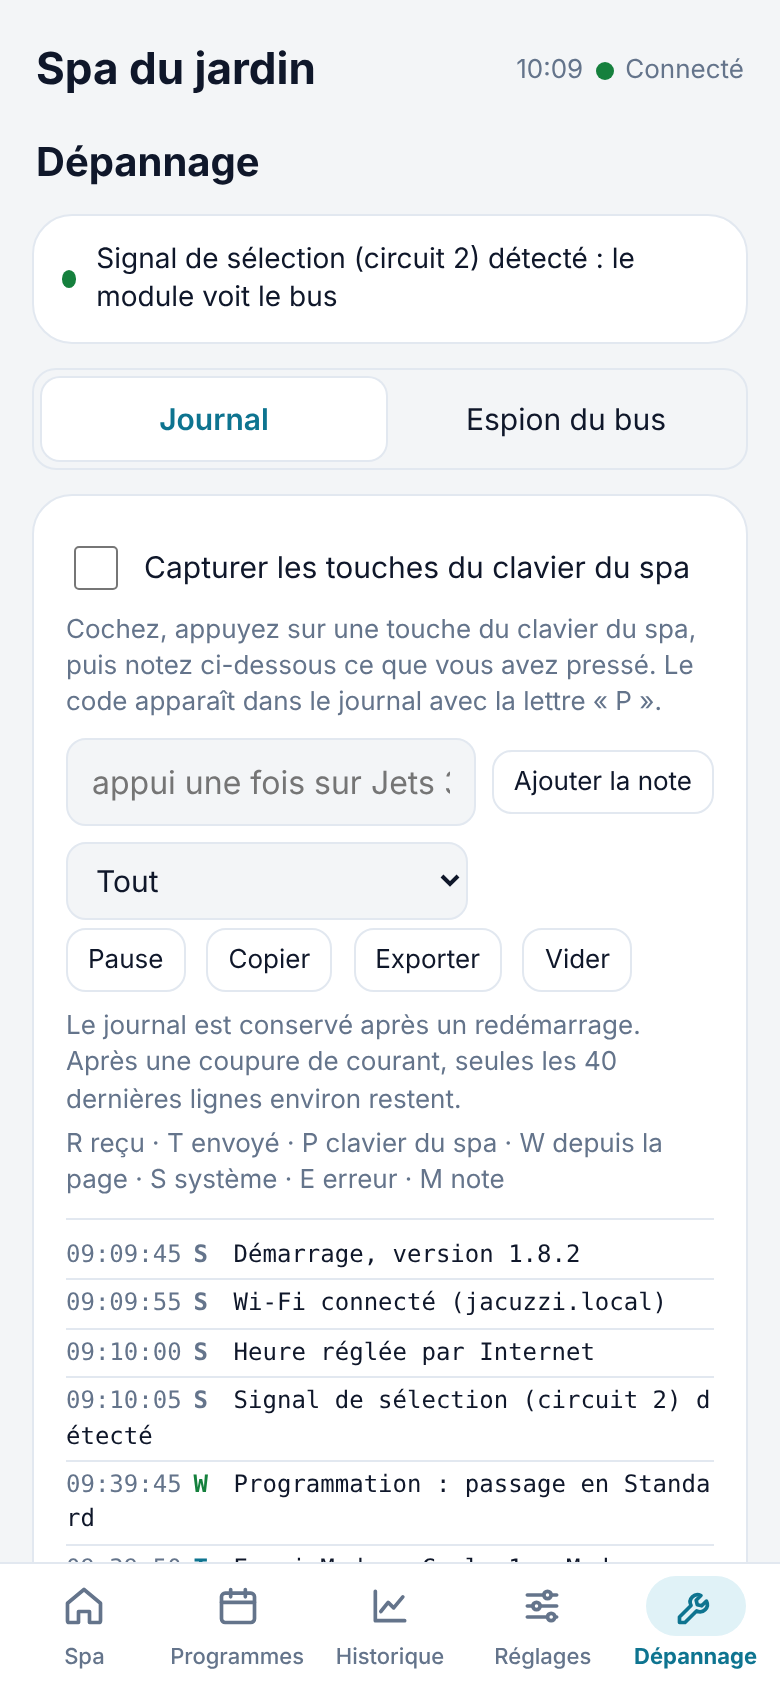 Spa du jardin
10:09 Connecté
Dépannage
Signal de sélection (circuit 2) détecté : le
module voit le bus
Journal
Espion du bus
Capturer les touches du clavier du spa
Cochez, appuyez sur une touche du clavier du spa,
puis notez ci-dessous ce que vous avez pressé. Le
code apparaît dans le journal avec la lettre « P ».
appui une fois sur Jets
Ajouter la note
Tout
Pause
Copier
Exporter
Vider
Le journal est conservé après un redémarrage.
Après une coupure de courant, seules les 40
dernières lignes environ restent.
R reçu · T envoyé · P clavier du spa · W depuis la
page · S système · E erreur · M note
09:09:45 S Démarrage, version 1.8.2
09:09:55 S Wi-Fi connecté (jacuzzi.local)
09:10:00 S Heure réglée par Internet
09:10:05 S Signal de sélection (circuit 2) d
étecté
09:39:45 W Programmation : passage en Standa
rd
Spa
Programmes
Historique
Réglages
Dépannage